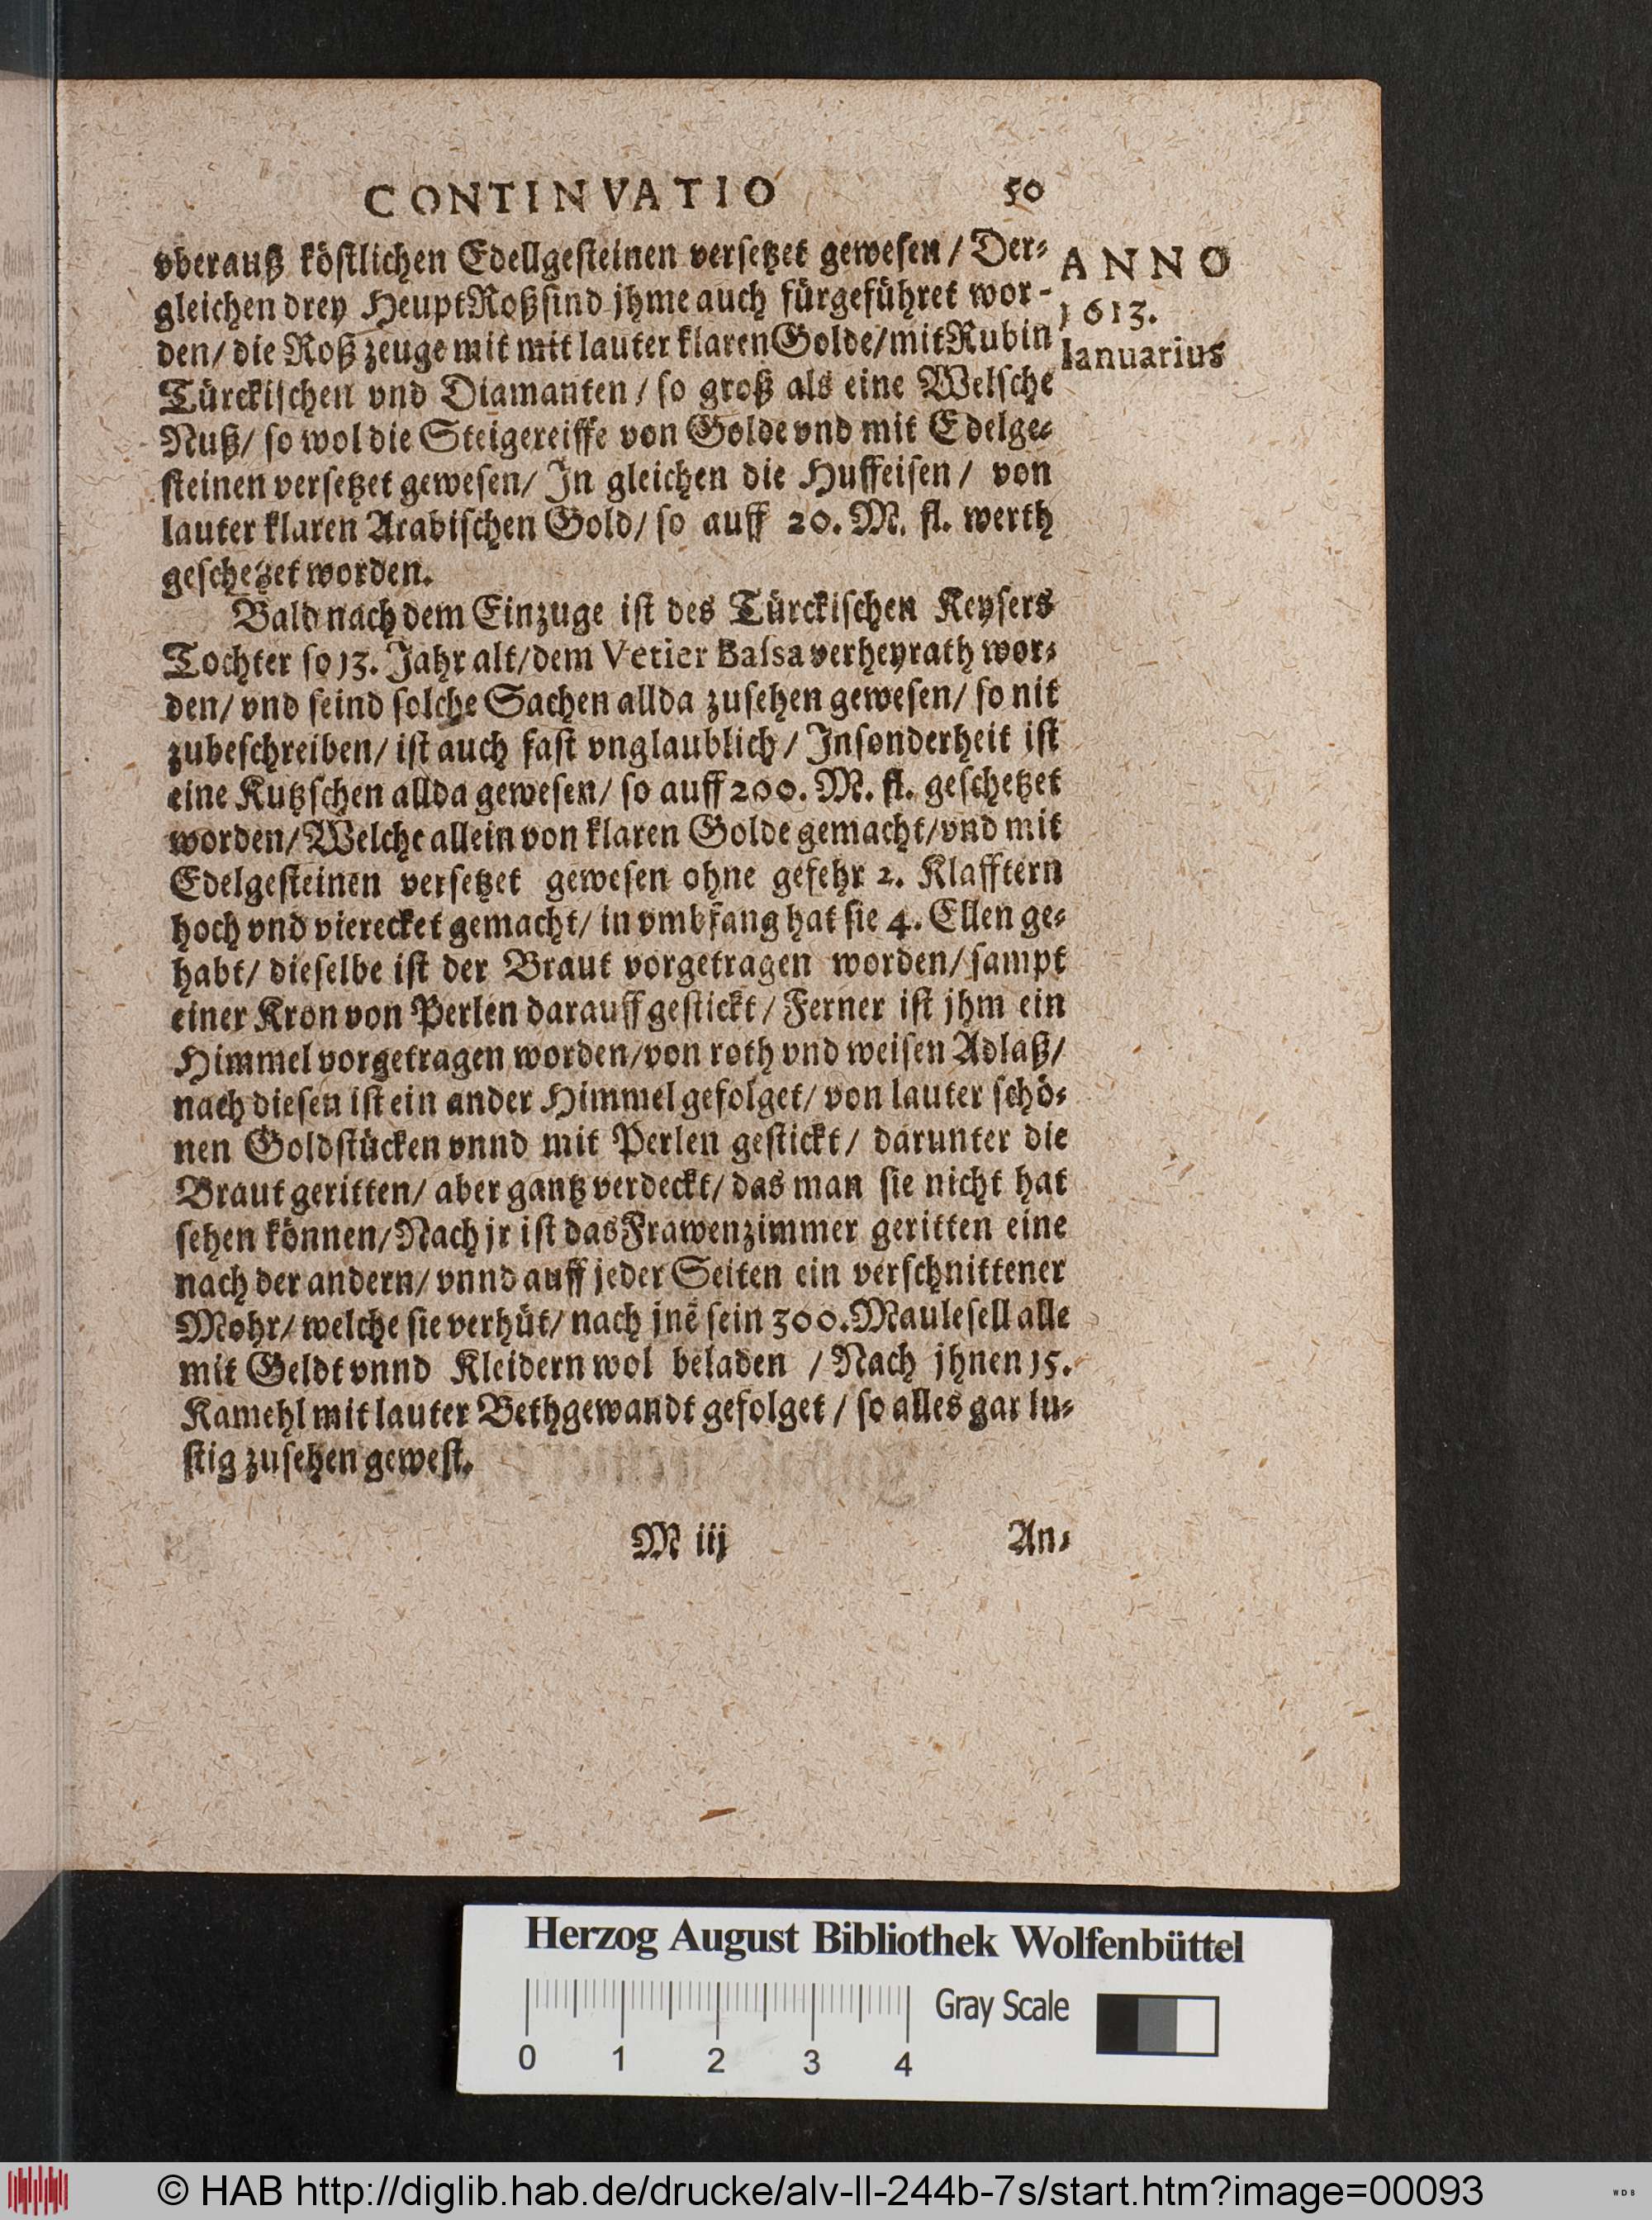 CONTINVATIO 50
vberauß köstlichen Edellgesteinen versetzet gewesen / Der⸗
ANNO
gleichen drey HeuptRoß sind jhme auch fürgeführet wor-
1613.
den/ die Roß zeuge mit mit lauter klaren Golde/mit Rubin
Ianuarius
Türckischen vnd Diamanten / so groß als eine Welsche
Nuß/ so wol die Steigereiffe von Golde vnd mit Edelge⸗
steinen versetzet gewesen/ In gleichen die Huffeisen / von
lauter klaren Arabischen Gold/ so auff 20. M. fl. werth
geschetzet worden.
Bald nach dem Einzuge ist des Türckischen Keysers
Tochter so 13. Jahr alt/dem Vetier Bassa verheyrath wor⸗
den/ vnd seind solche Sachen allda zusehen gewesen/ so nit
zubeschreiben/ ist auch fast vnglaublich / Insonderheit ist
eine Kutzschen allda gewesen/ so auff 200. M. fl. geschetzet
worden/Welche allein von klaren Golde gemacht/vnd mit
Edelgesteinen versetzet gewesen ohne gefehr 2. Klafftern
hoch vnd vierecket gemacht/ in vmbfang hat sie 4. Ellen ge⸗
habt/ dieselbe ist der Braut vorgetragen worden/ sampt
einer Kron von Perlen darauff gestickt / Ferner ist jhm ein
Himmel vorgetragen worden/von roth vnd weisen Adlaß/
nach diesen ist ein ander Himmel gefolget/ von lauter schö⸗
nen Goldstücken vnnd mit Perlen gestickt/ darunter die
Braut geritten/ aber gantz verdeckt/ das man sie nicht hat
sehen können/Nach jr ist das Frawenzimmer geritten eine
nach der andern/ vnnd auff jeder Seiten ein verschnittener
Mohr/ welche sie verhüt/ nach jnẽ sein 300. Maulesell alle
mit Geldt vnnd Kleidern wol beladen / Nach jhnen 15.
Kamehl mit lauter Bethgewandt gefolget / so alles gar lu⸗
stig zusehen gewest.
M iij An⸗
Herzog August Bibliothek Wolfenbüttel
Gray Scale
0 1 2 3 4
© HAB http://diglib.hab.de/drucke/alv-ll-244b-7s/start.htm?image=00093
WDB